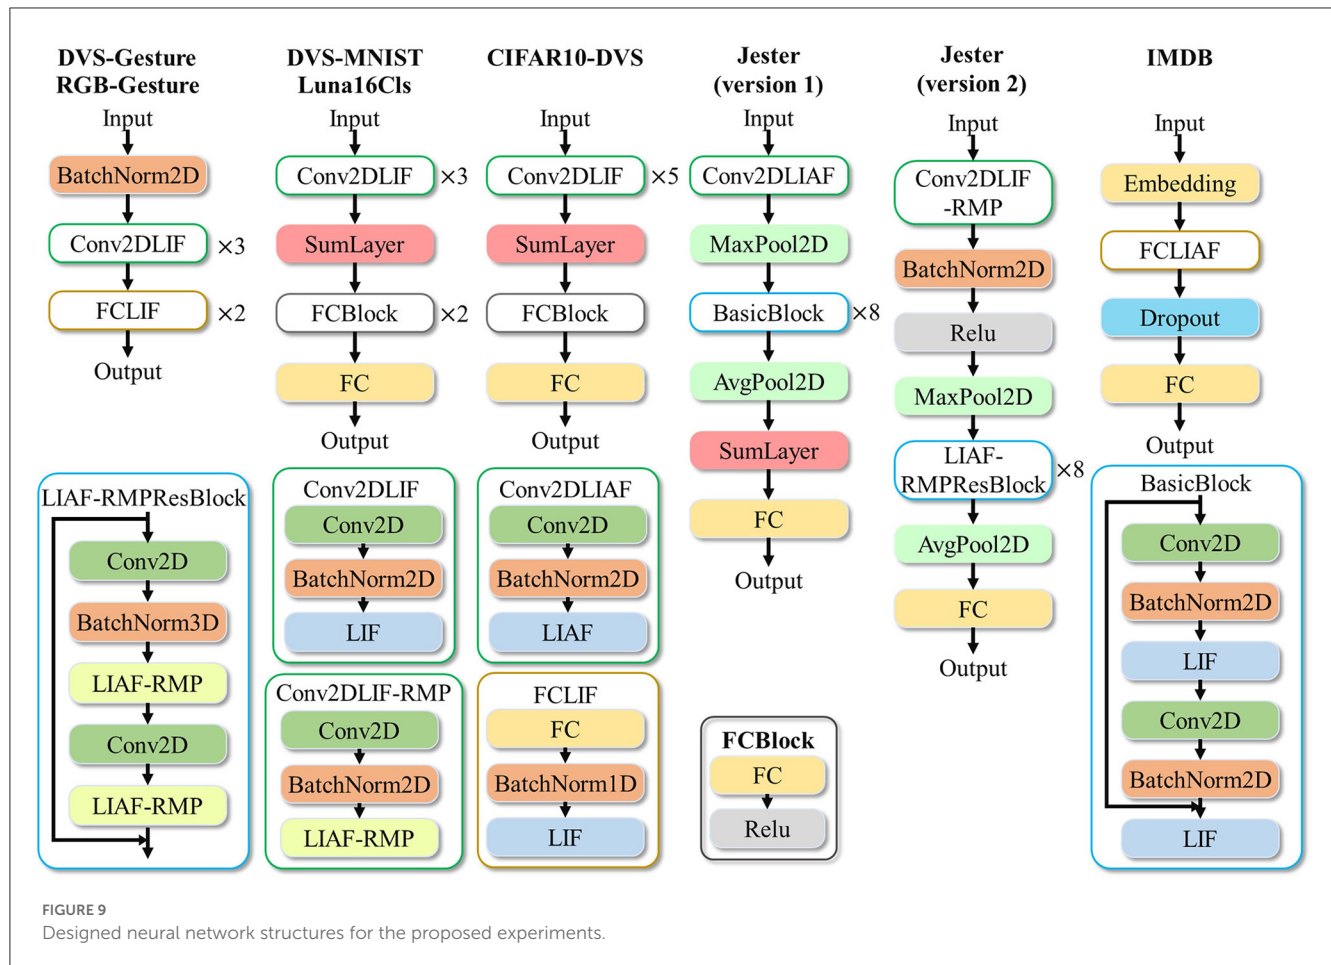 DVS-Gesture
RGB-Gesture
Input
BatchNorm2D
Conv2DLIF ×3
FCLIF ×2
Output
DVS-MNIST
Luna16Cls
Input
Conv2DLIF ×3
SumLayer
FCBlock ×2
FC
Output
CIFAR10-DVS
Input
Conv2DLIF ×5
SumLayer
FCBlock
FC
Output
Jester
(version 1)
Input
Conv2DLIAF
MaxPool2D
BasicBlock ×8
AvgPool2D
SumLayer
FC
Output
Jester
(version 2)
Input
Conv2DLIF
-RMP
BatchNorm2D
Relu
MaxPool2D
LIAF-
RMPResBlock ×8
AvgPool2D
FC
Output
IMDB
Input
Embedding
FCLIAF
Dropout
FC
Output
LIAF-RMPResBlock
Conv2D
BatchNorm3D
LIAF-RMP
Conv2D
LIAF-RMP
Conv2DLIF
Conv2D
BatchNorm2D
LIF
Conv2DLIF-RMP
Conv2D
BatchNorm2D
LIAF-RMP
Conv2DLIAF
Conv2D
BatchNorm2D
LIAF
FCLIF
FC
BatchNorm1D
LIF
FCBlock
FC
Relu
BasicBlock
Conv2D
BatchNorm2D
LIF
Conv2D
BatchNorm2D
LIF
FIGURE 9
Designed neural network structures for the proposed experiments.